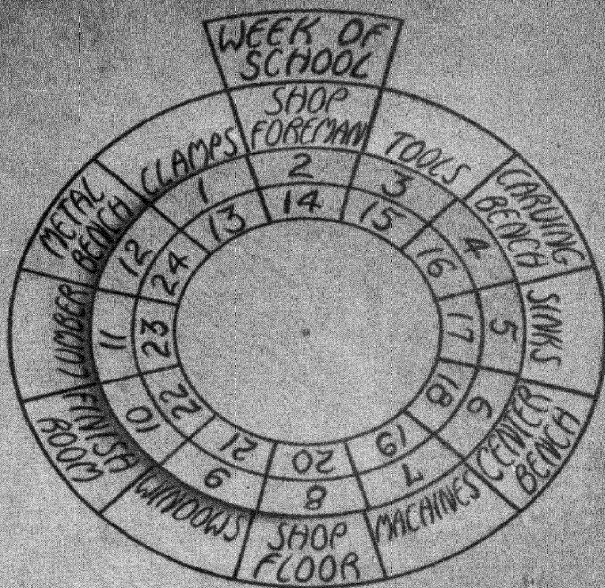 WEEK OF
SCHOOL
SHOP
FOREMAN
TOOLS
CARVING
BENCH
SINKS
CENTER
BENCH
MACHINES
SHOP
FLOOR
WINDOWS
FINISH
ROOM
LUMBER
METAL
BENCH
CLAMPS
1
2
3
4
5
6
7
8
9
10
11
12
13
14
15
16
17
18
19
20
21
22
23
24